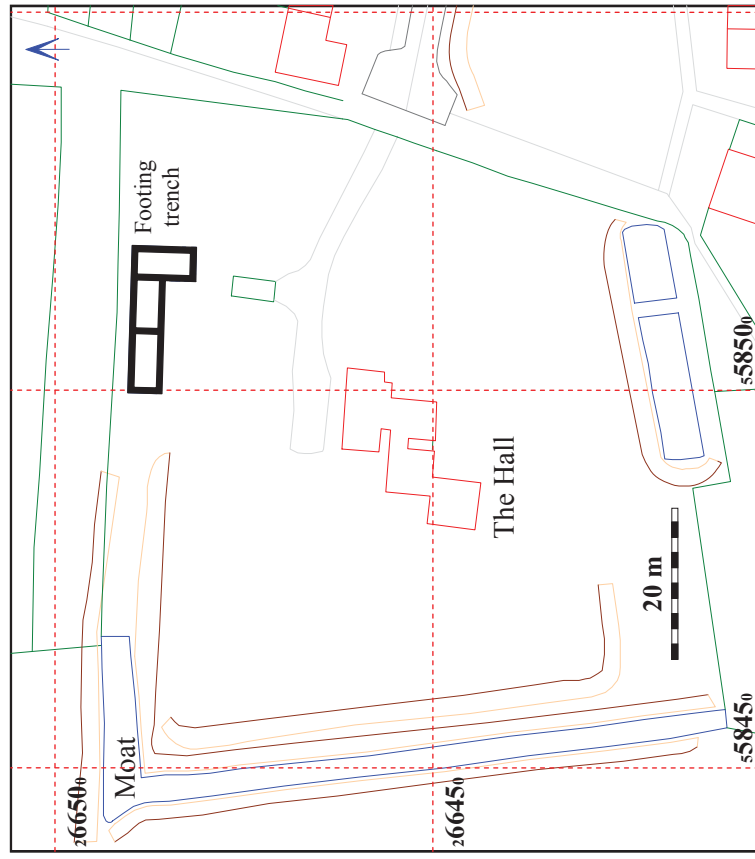 Footing
trench
The Hall
Moat
20 m
₂6650₀
₂6645₀
₅5850₀
₅5845₀